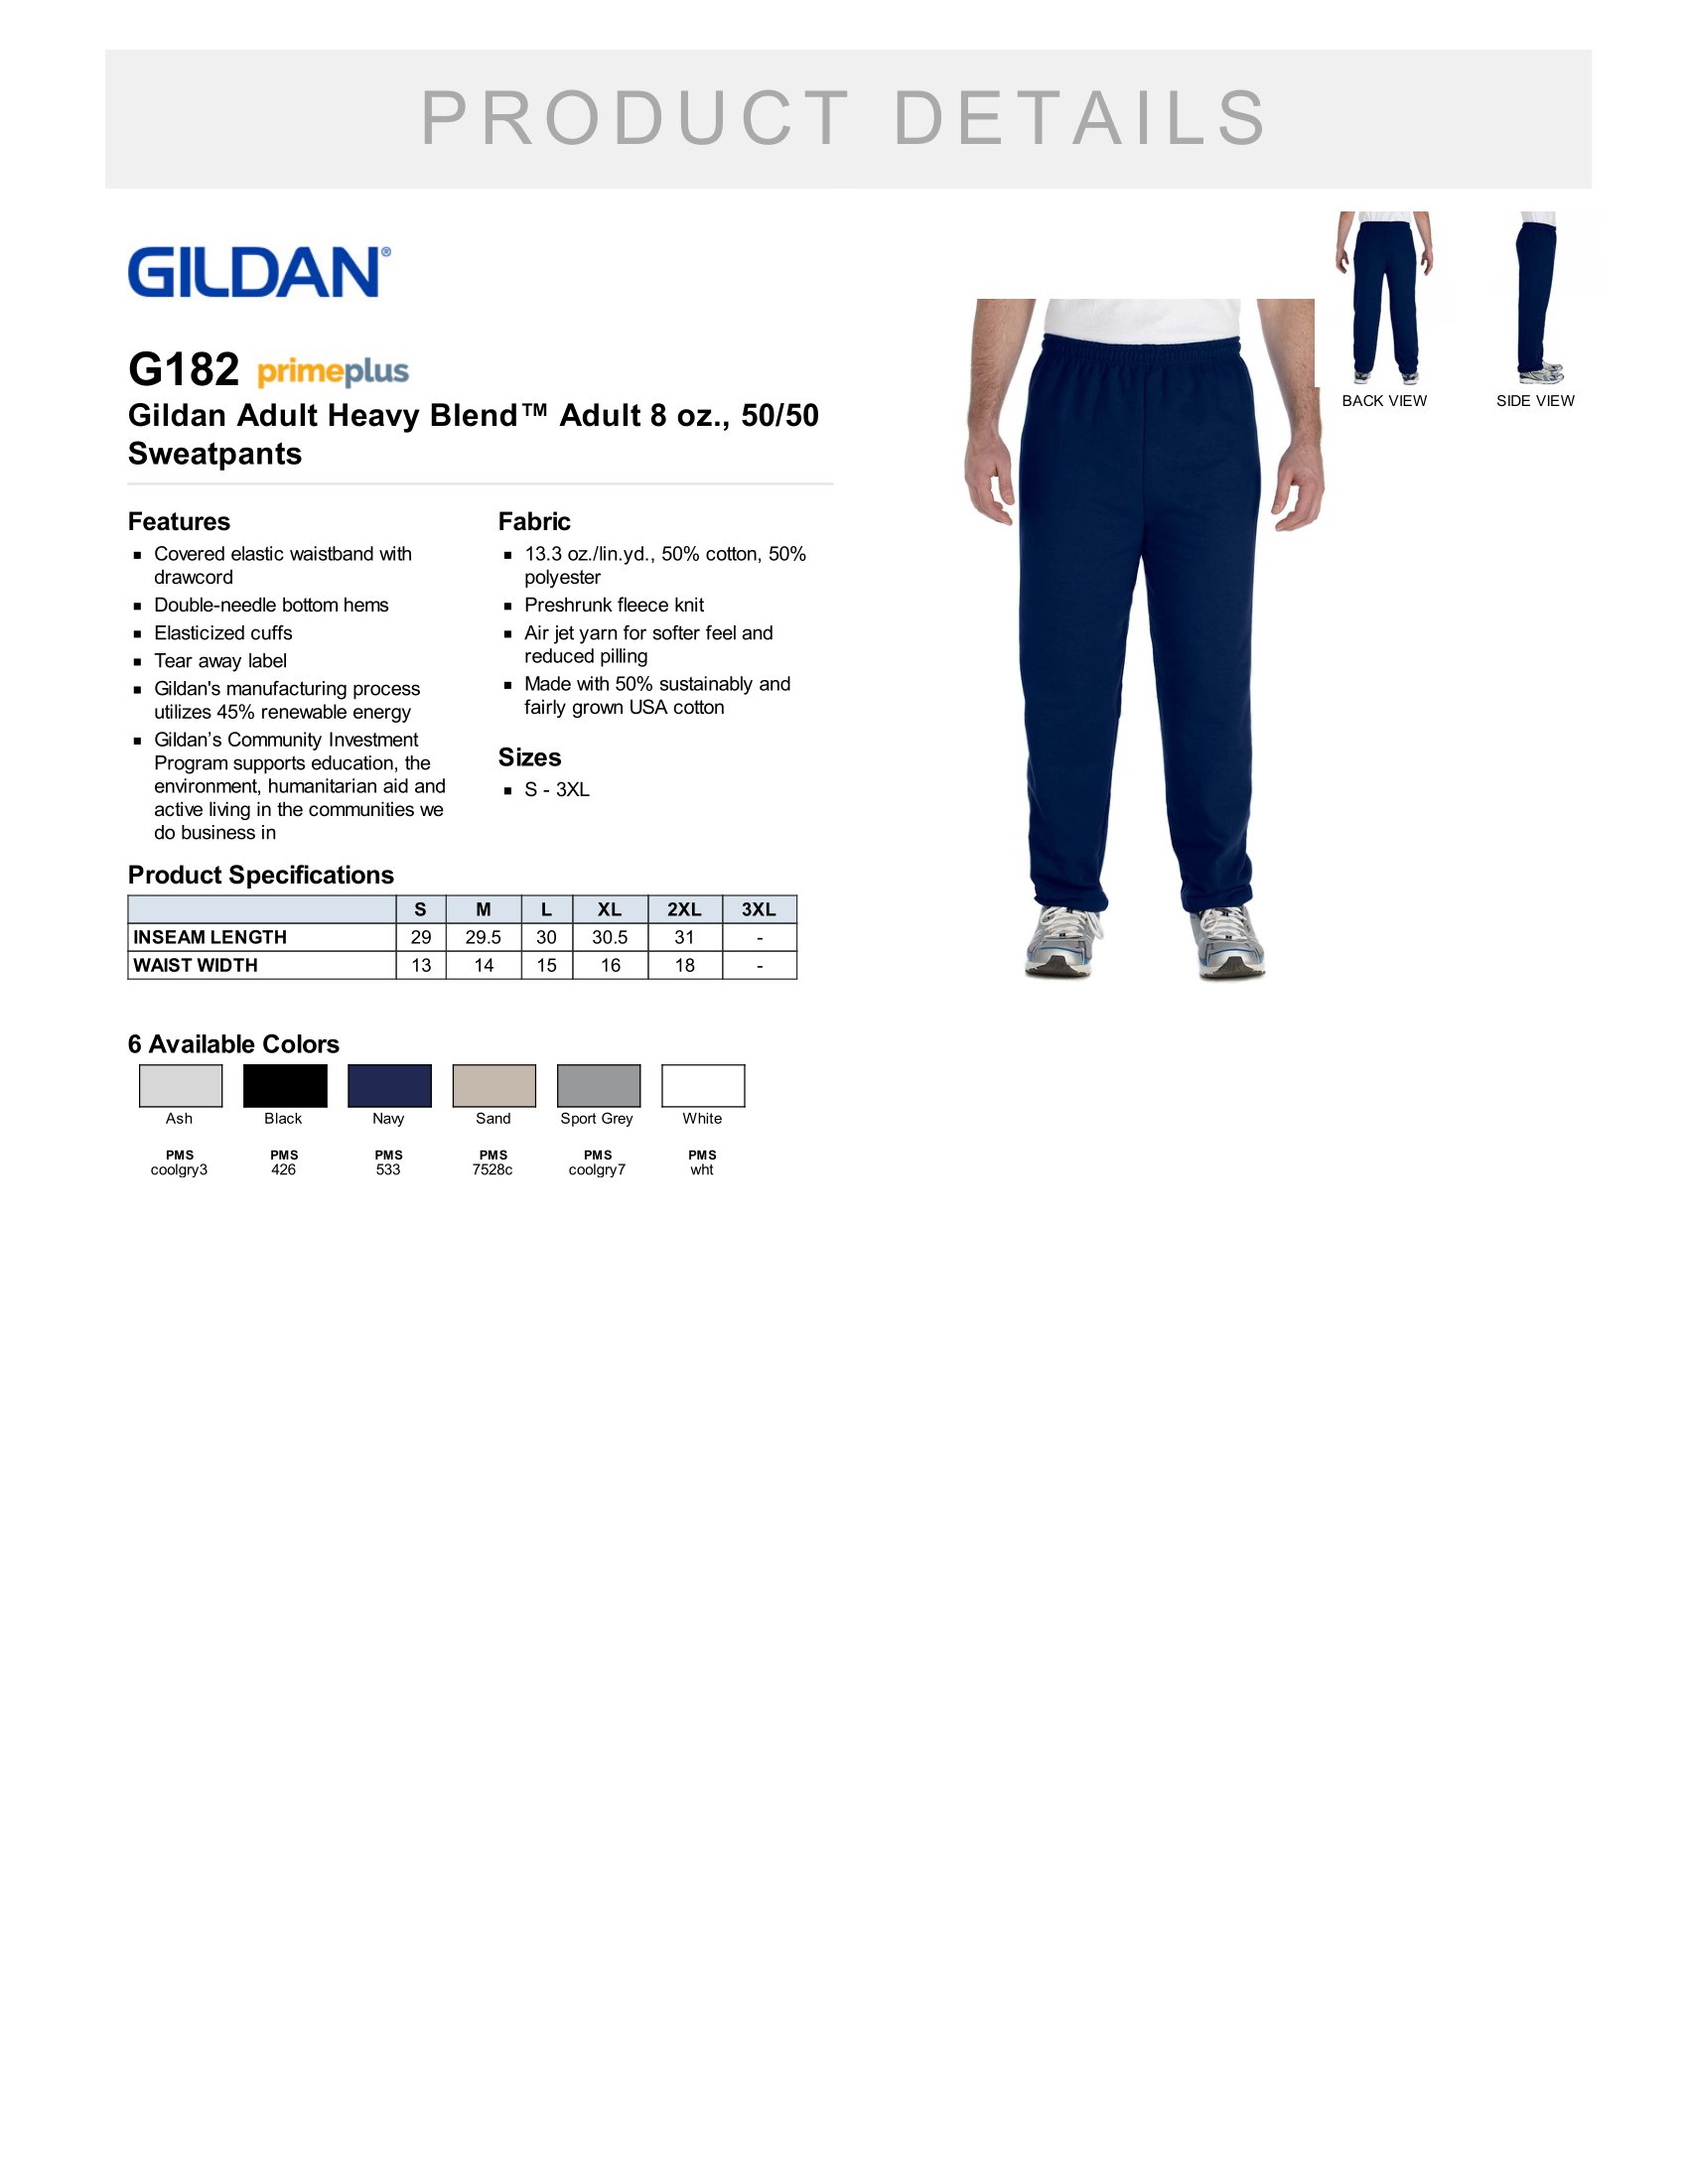 PRODUCT DETAILS
GILDAN®
G182 primeplus
Gildan Adult Heavy Blend™ Adult 8 oz., 50/50
Sweatpants
Features
▪ Covered elastic waistband with
drawcord
▪ Double-needle bottom hems
▪ Elasticized cuffs
▪ Tear away label
▪ Gildan's manufacturing process
utilizes 45% renewable energy
▪ Gildan’s Community Investment
Program supports education, the
environment, humanitarian aid and
active living in the communities we
do business in
Fabric
▪ 13.3 oz./lin.yd., 50% cotton, 50%
polyester
▪ Preshrunk fleece knit
▪ Air jet yarn for softer feel and
reduced pilling
▪ Made with 50% sustainably and
fairly grown USA cotton
Sizes
▪ S - 3XL
Product Specifications
S M L XL 2XL 3XL
INSEAM LENGTH 29 29.5 30 30.5 31 -
WAIST WIDTH 13 14 15 16 18 -
6 Available Colors
Ash Black Navy Sand Sport Grey White
PMS PMS PMS PMS PMS PMS
coolgry3 426 533 7528c coolgry7 wht
BACK VIEW SIDE VIEW